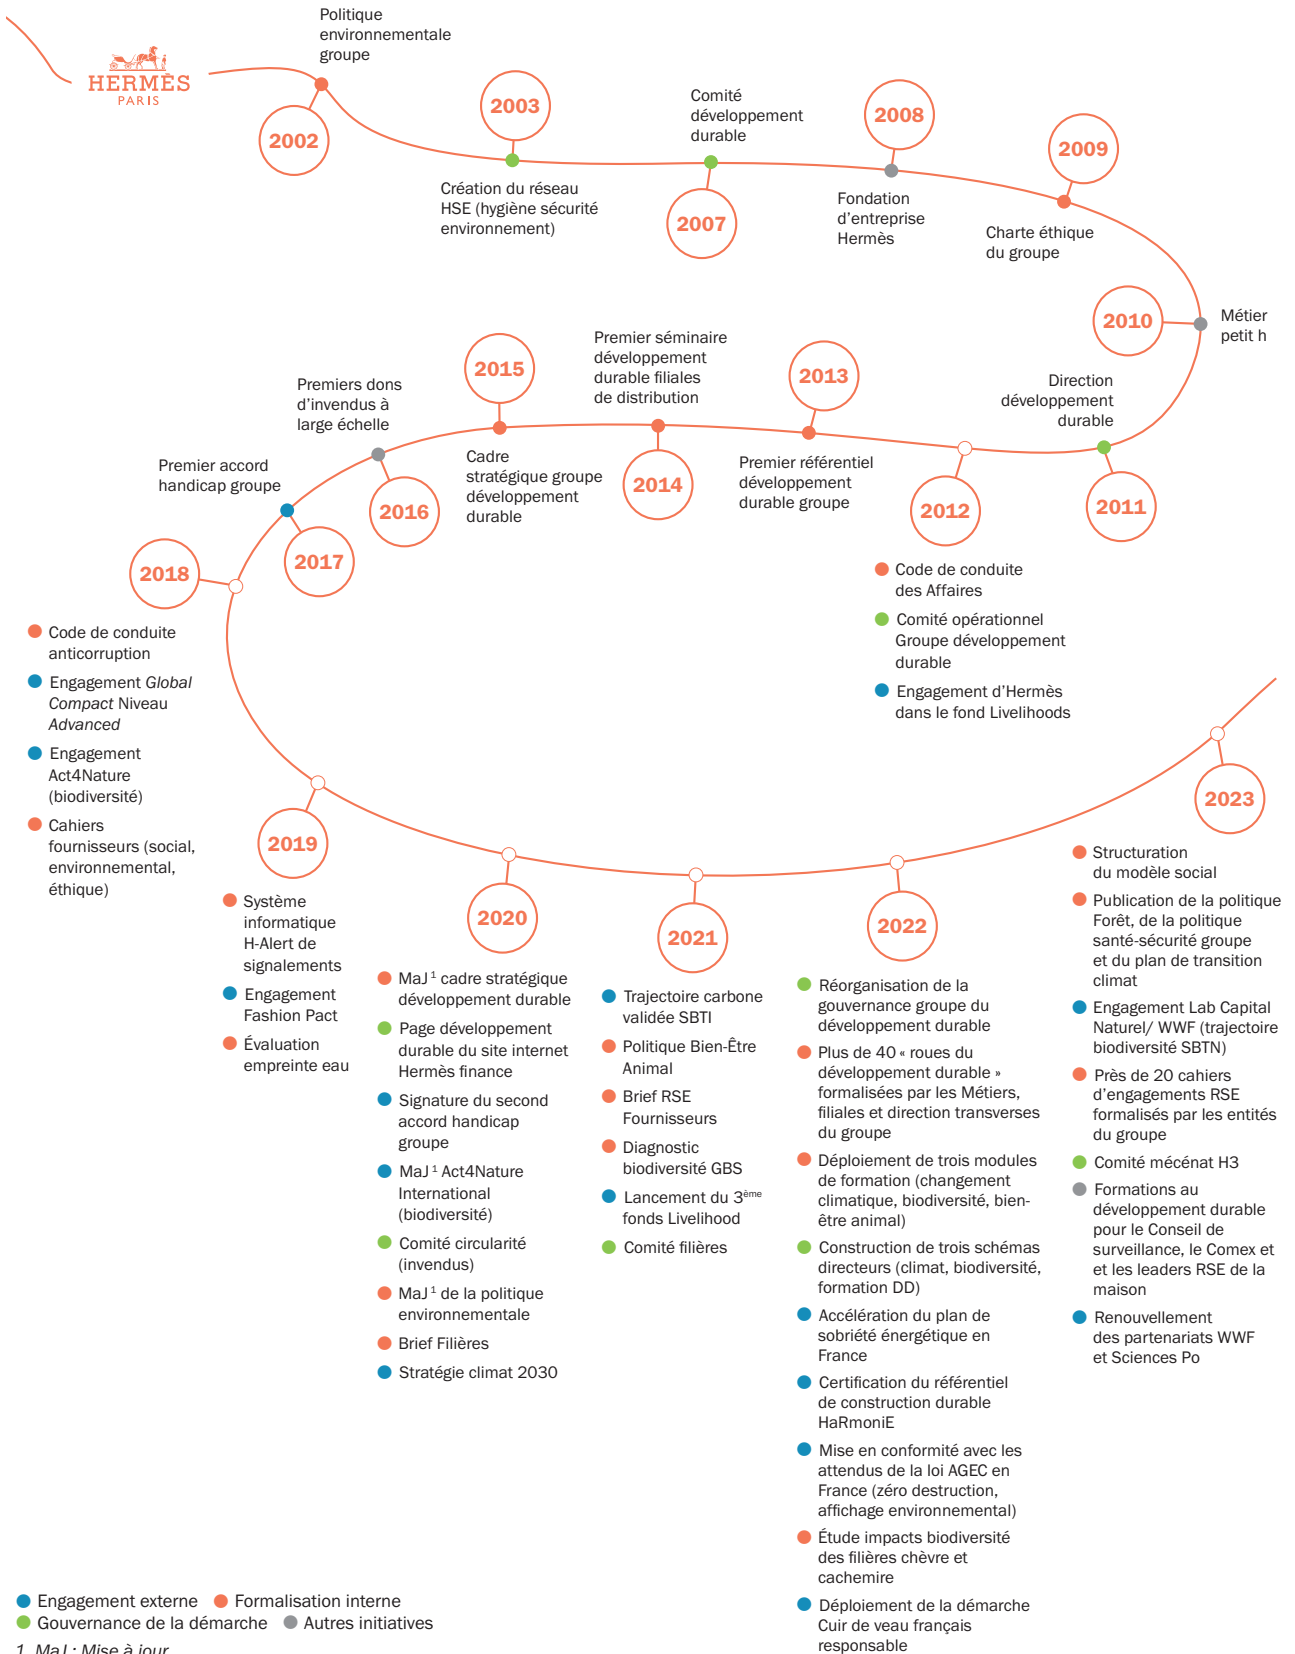 HERMÈS
PARIS
Politique
environnementale
groupe
2002
2003
Création du réseau
HSE (hygiène sécurité
environnement)
Comité
développement
durable
2007
2008
Fondation
d’entreprise
Hermès
2009
Charte éthique
du groupe
2010
Métier
petit h
Direction
développement
durable
2011
2012
Code de conduite
des Affaires
Comité opérationnel
Groupe développement
durable
Engagement d’Hermès
dans le fond Livelihoods
2013
Premier référentiel
développement
durable groupe
Premier séminaire
développement
durable filiales
de distribution
2014
2015
Cadre
stratégique groupe
développement
durable
Premiers dons
d’invendus à
large échelle
2016
Premier accord
handicap groupe
2017
2018
Code de conduite
anticorruption
Engagement Global
Compact Niveau
Advanced
Engagement
Act4Nature
(biodiversité)
Cahiers
fournisseurs (social,
environnemental,
éthique)
2019
Système
informatique
H-Alert de
signalements
Engagement
Fashion Pact
Évaluation
empreinte eau
2020
MaJ 1 cadre stratégique
développement durable
Page développement
durable du site internet
Hermès finance
Signature du second
accord handicap
groupe
MaJ 1 Act4Nature
International
(biodiversité)
Comité circularité
(invendus)
MaJ 1 de la politique
environnementale
Brief Filières
Stratégie climat 2030
2021
Trajectoire carbone
validée SBTI
Politique Bien-Être
Animal
Brief RSE
Fournisseurs
Diagnostic
biodiversité GBS
Lancement du 3ème
fonds Livelihood
Comité filières
2022
Réorganisation de la
gouvernance groupe du
développement durable
Plus de 40 « roues du
développement durable »
formalisées par les Métiers,
filiales et direction transverses
du groupe
Déploiement de trois modules
de formation (changement
climatique, biodiversité, bien-
être animal)
Construction de trois schémas
directeurs (climat, biodiversité,
formation DD)
Accélération du plan de
sobriété énergétique en
France
Certification du référentiel
de construction durable
HaRmoniE
Mise en conformité avec les
attendus de la loi AGEC en
France (zéro destruction,
affichage environnemental)
Étude impacts biodiversité
des filières chèvre et
cachemire
Déploiement de la démarche
Cuir de veau français
responsable
2023
Structuration
du modèle social
Publication de la politique
Forêt, de la politique
santé-sécurité groupe
et du plan de transition
climat
Engagement Lab Capital
Naturel/ WWF (trajectoire
biodiversité SBTN)
Près de 20 cahiers
d’engagements RSE
formalisés par les entités
du groupe
Comité mécénat H3
Formations au
développement durable
pour le Conseil de
surveillance, le Comex et
et les leaders RSE de la
maison
Renouvellement
des partenariats WWF
et Sciences Po
Engagement externe Formalisation interne
Gouvernance de la démarche Autres initiatives
1. MaJ : Mise à jour